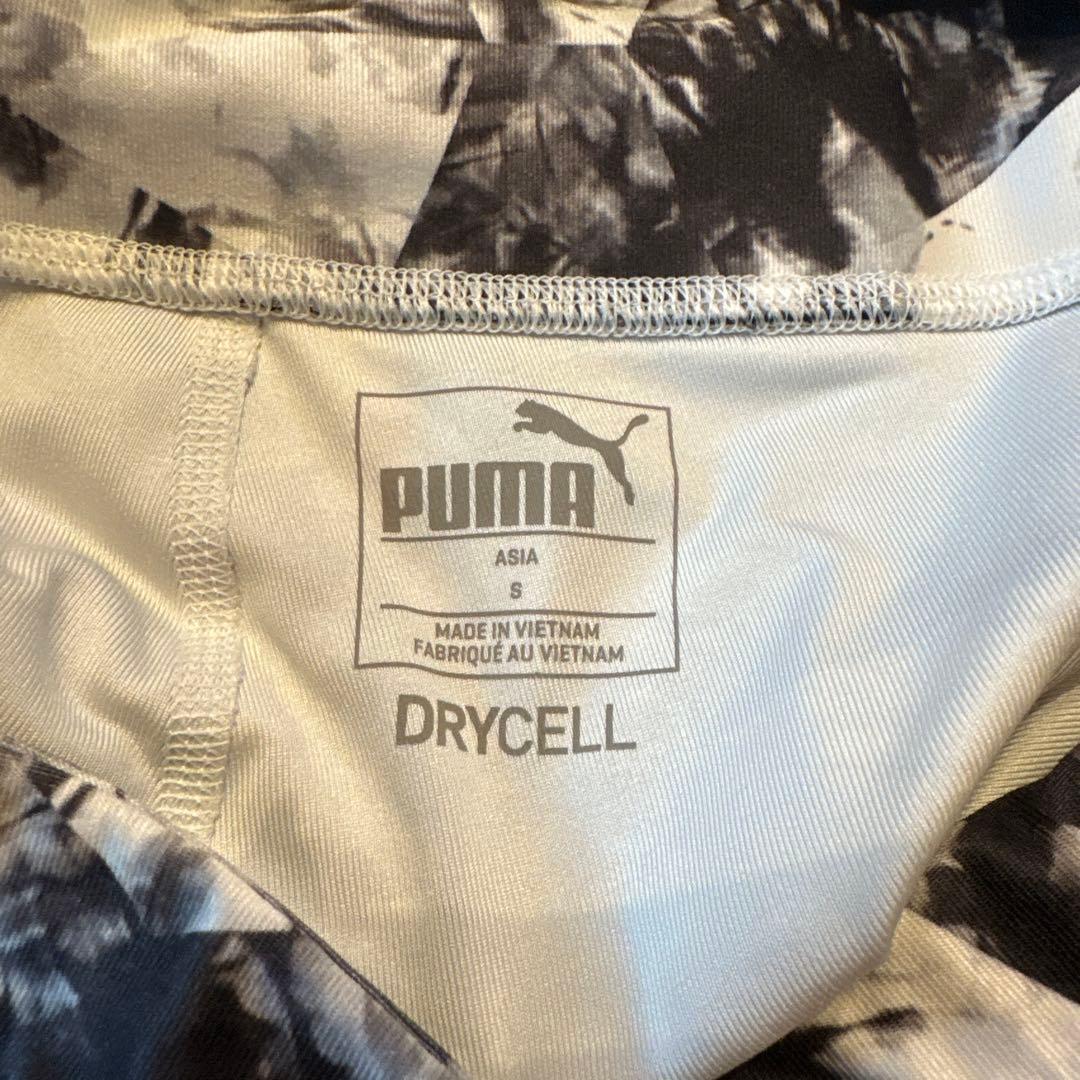 PUMA
ASIA
S
MADE IN VIETNAM
FABRIQUÉ AU VIETNAM
DRYCELL